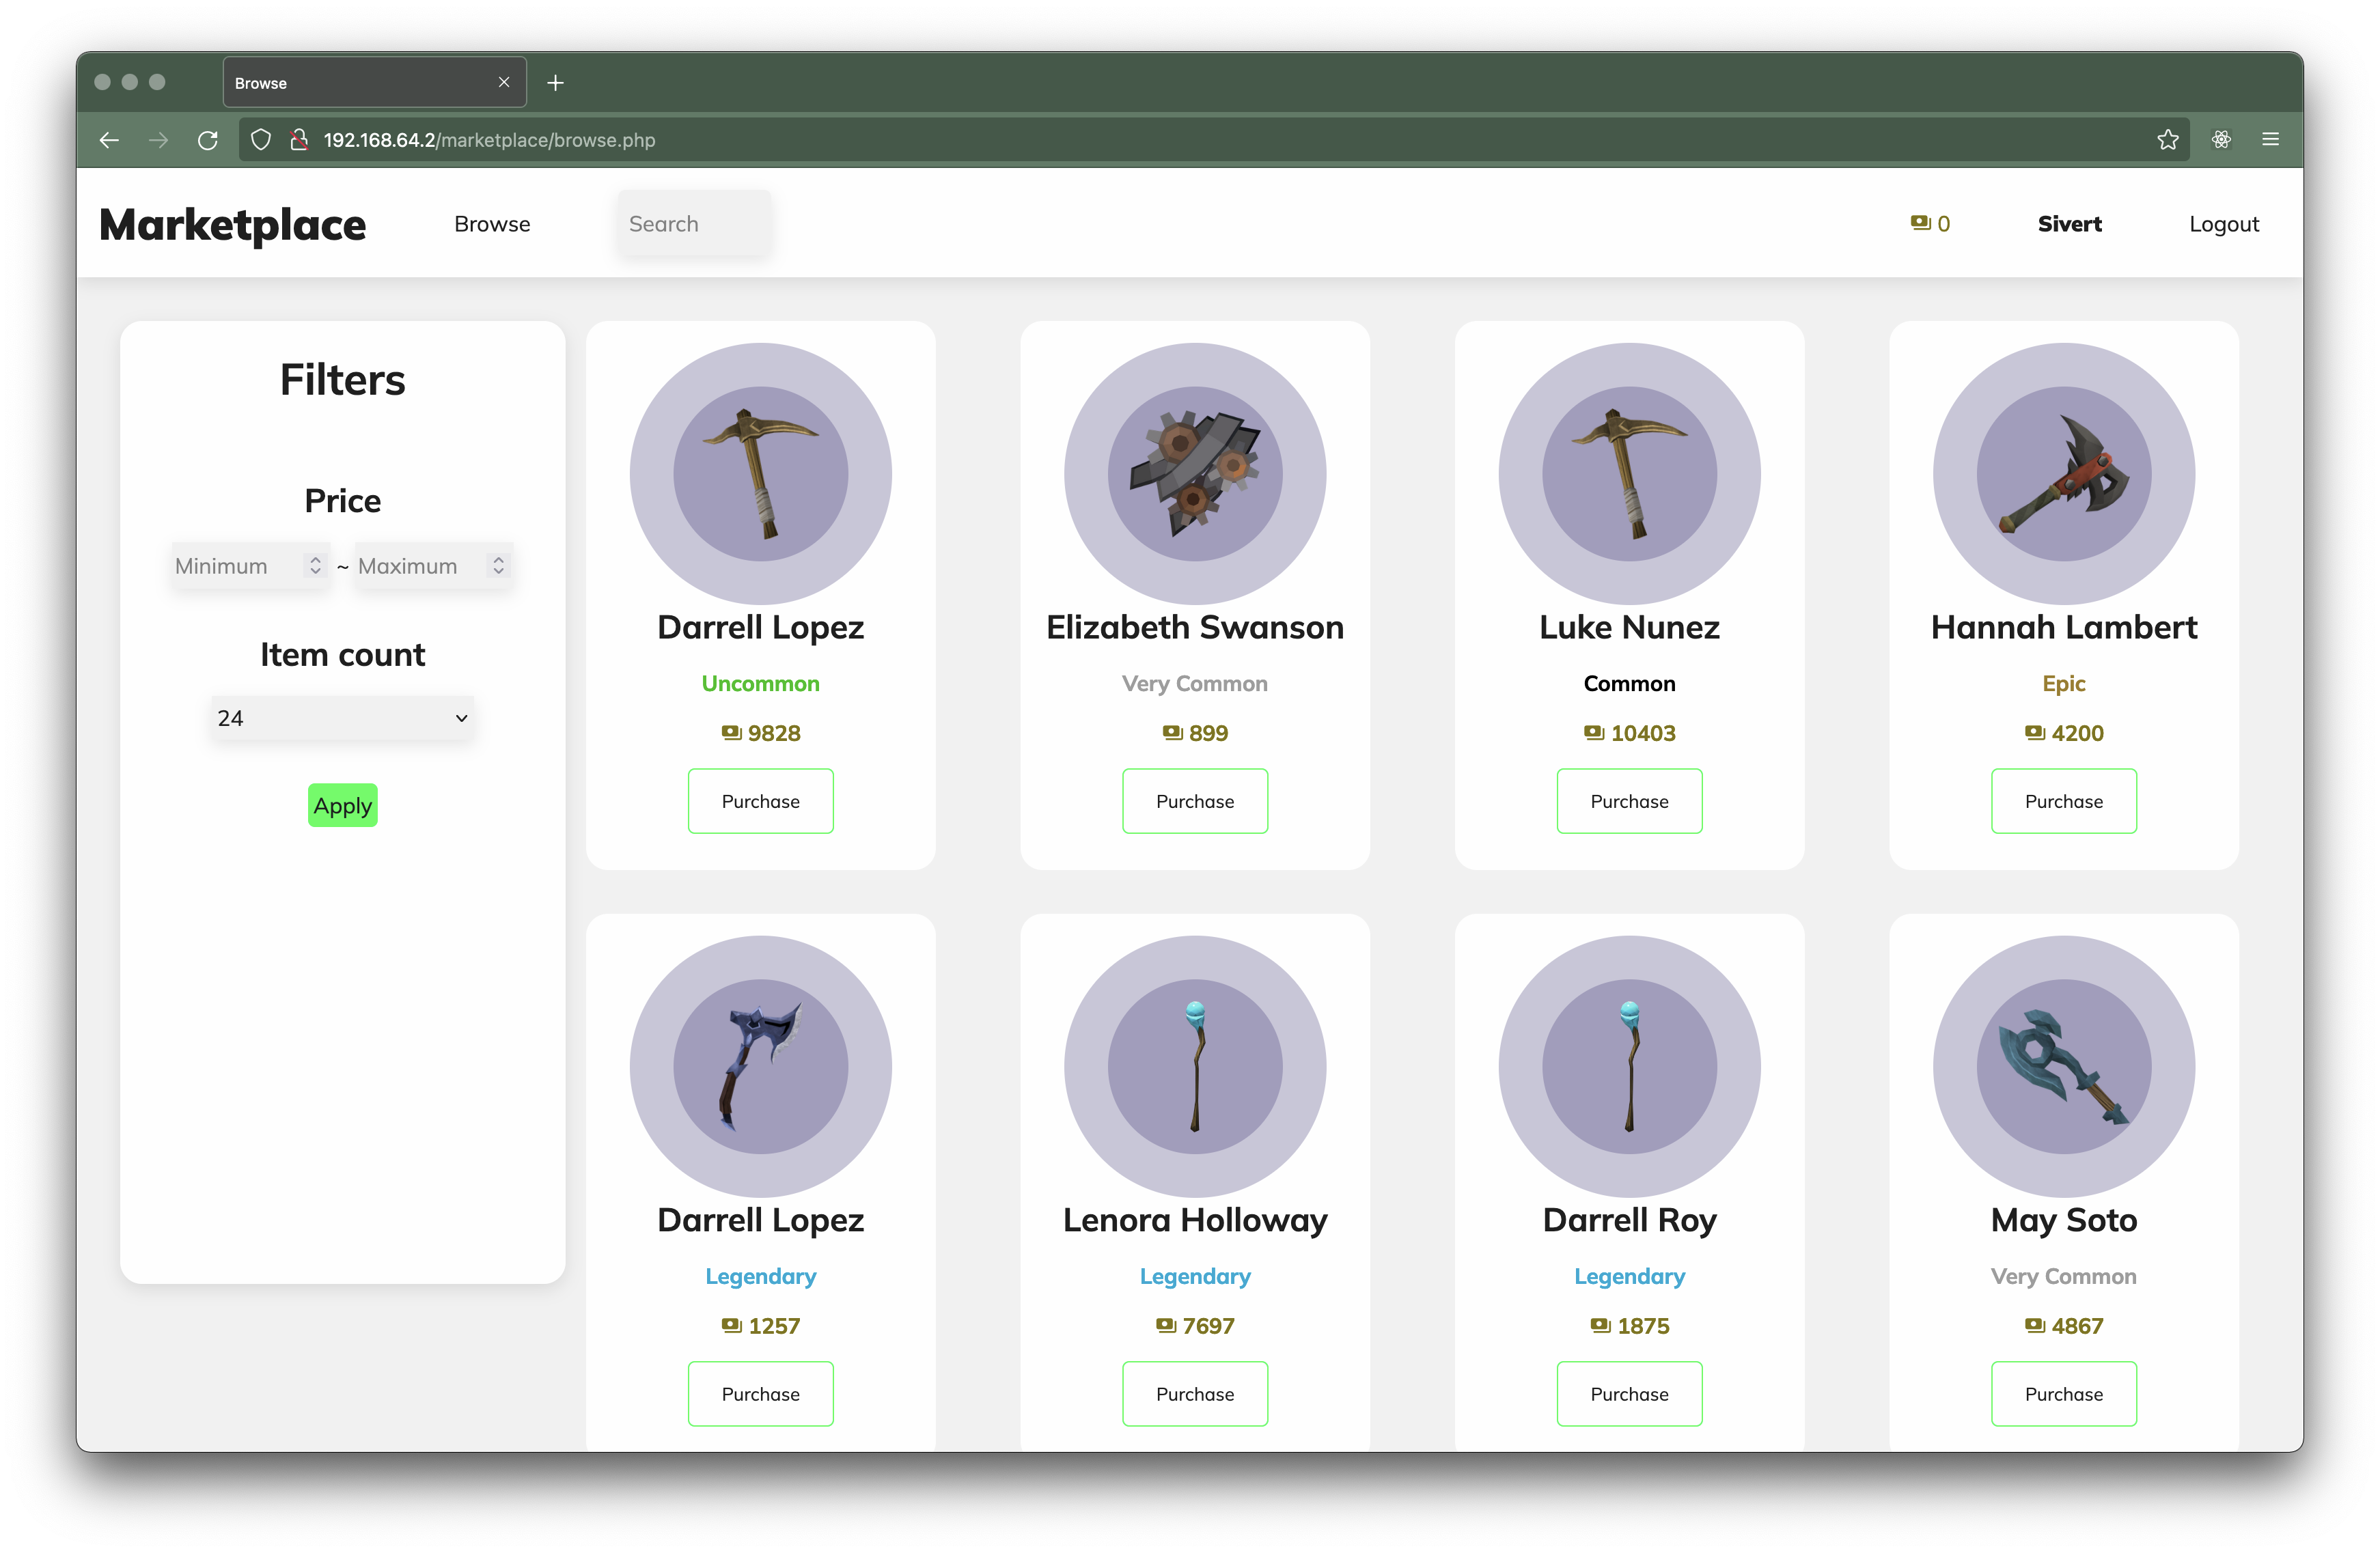 Browse
192.168.64.2/marketplace/browse.php
Marketplace Browse Search 0 Sivert Logout
Filters
Price
Minimum ~ Maximum
Item count
24
Apply
Darrell Lopez
Uncommon
9828
Purchase
Elizabeth Swanson
Very Common
899
Purchase
Luke Nunez
Common
10403
Purchase
Hannah Lambert
Epic
4200
Purchase
Darrell Lopez
Legendary
1257
Purchase
Lenora Holloway
Legendary
7697
Purchase
Darrell Roy
Legendary
1875
Purchase
May Soto
Very Common
4867
Purchase